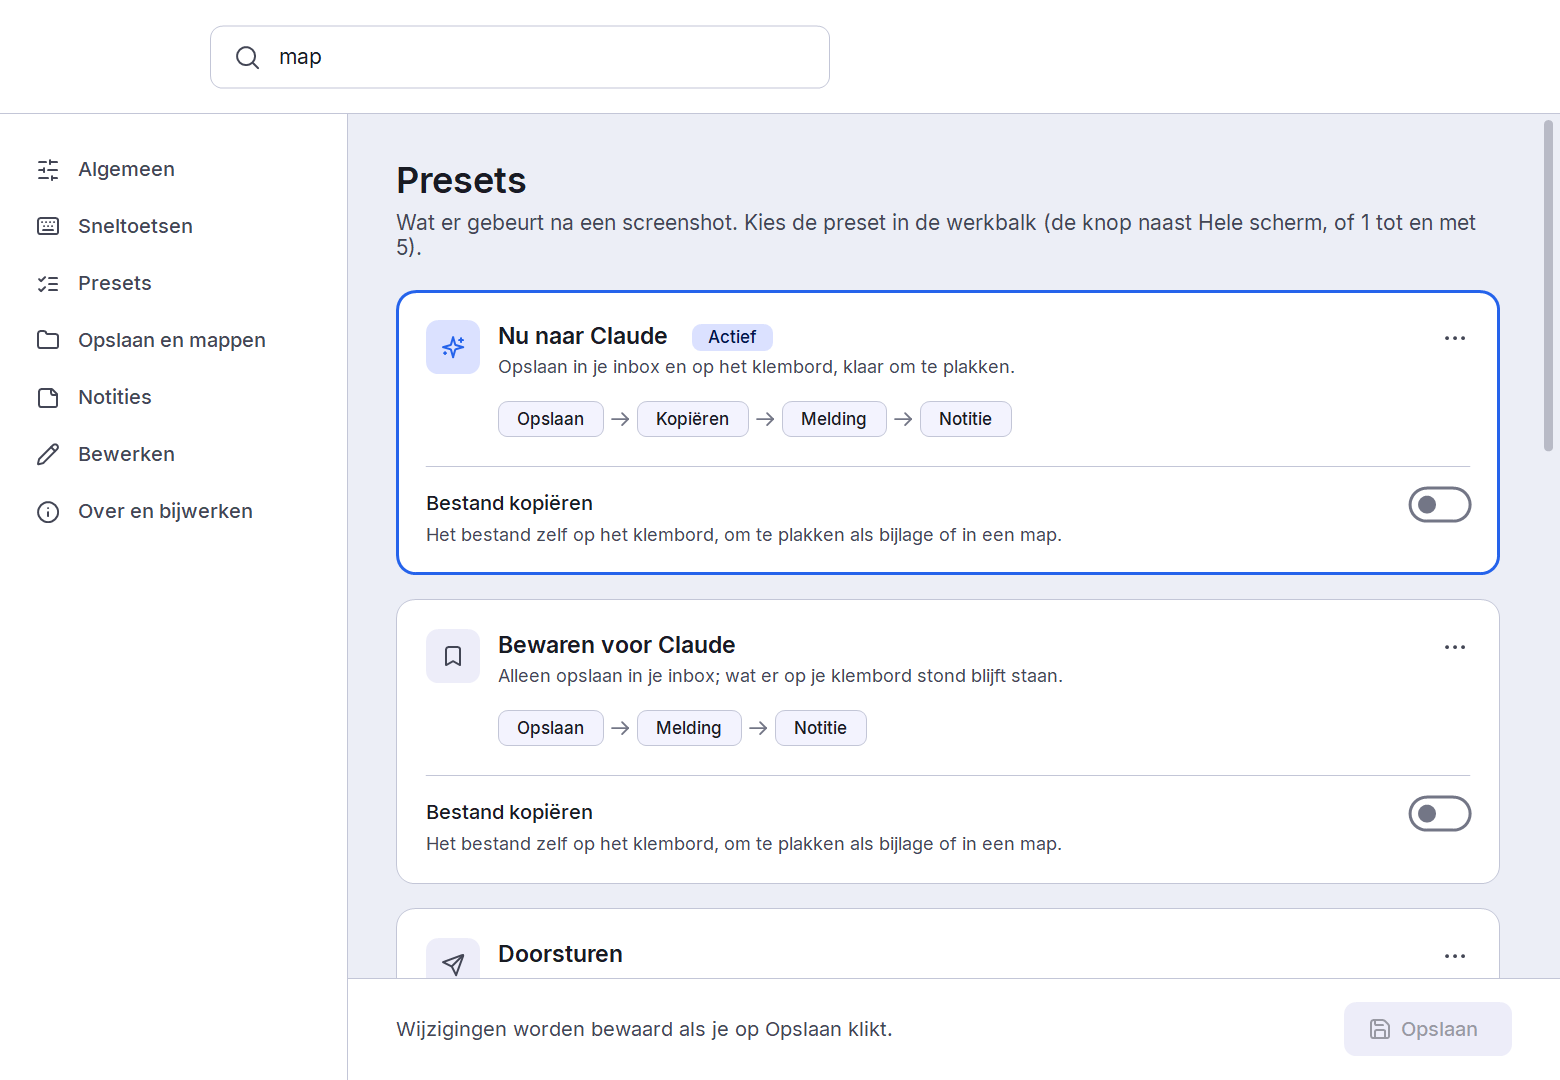 map
Algemeen
Sneltoetsen
Presets
Opslaan en mappen
Notities
Bewerken
Over en bijwerken
Presets
Wat er gebeurt na een screenshot. Kies de preset in de werkbalk (de knop naast Hele scherm, of 1 tot en met
5).
Nu naar Claude Actief
Opslaan in je inbox en op het klembord, klaar om te plakken.
Opslaan Kopiëren Melding Notitie
Bestand kopiëren
Het bestand zelf op het klembord, om te plakken als bijlage of in een map.
Bewaren voor Claude
Alleen opslaan in je inbox; wat er op je klembord stond blijft staan.
Opslaan Melding Notitie
Bestand kopiëren
Het bestand zelf op het klembord, om te plakken als bijlage of in een map.
Doorsturen
Wijzigingen worden bewaard als je op Opslaan klikt.
Opslaan